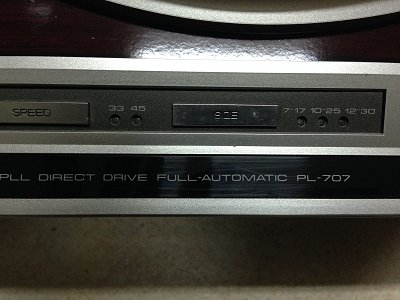 SPEED 33 45 SIZE 7·17 10·25 12·30
PLL DIRECT DRIVE FULL-AUTOMATIC PL-707